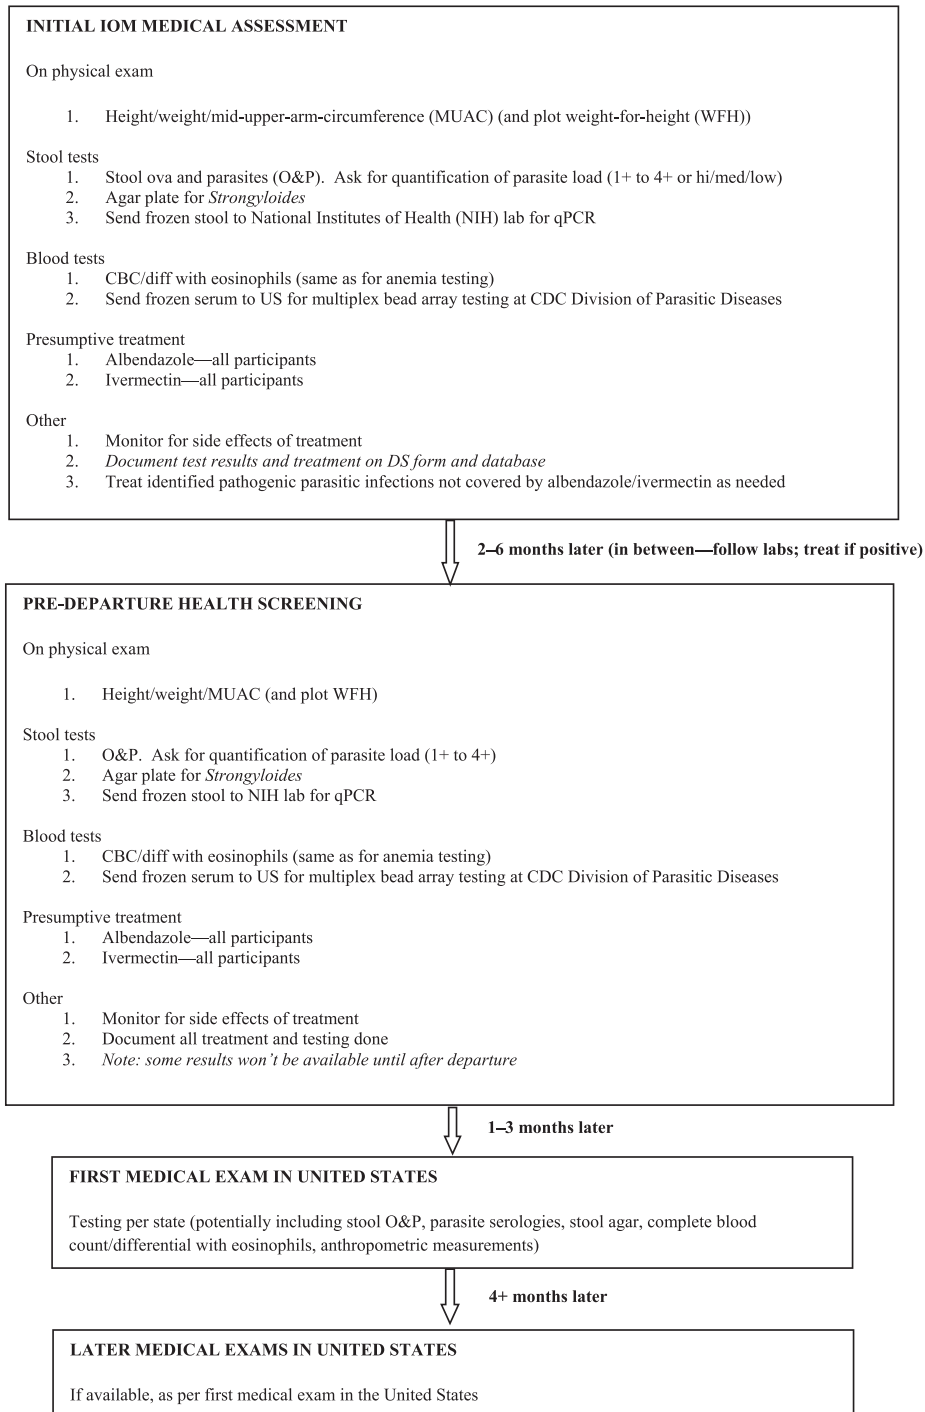 INITIAL IOM MEDICAL ASSESSMENT
On physical exam
1. Height/weight/mid-upper-arm-circumference (MUAC) (and plot weight-for-height (WFH))
Stool tests
1. Stool ova and parasites (O&P). Ask for quantification of parasite load (1+ to 4+ or hi/med/low)
2. Agar plate for Strongyloides
3. Send frozen stool to National Institutes of Health (NIH) lab for qPCR
Blood tests
1. CBC/diff with eosinophils (same as for anemia testing)
2. Send frozen serum to US for multiplex bead array testing at CDC Division of Parasitic Diseases
Presumptive treatment
1. Albendazole—all participants
2. Ivermectin—all participants
Other
1. Monitor for side effects of treatment
2. Document test results and treatment on DS form and database
3. Treat identified pathogenic parasitic infections not covered by albendazole/ivermectin as needed
2–6 months later (in between—follow labs; treat if positive)
PRE-DEPARTURE HEALTH SCREENING
On physical exam
1. Height/weight/MUAC (and plot WFH)
Stool tests
1. O&P. Ask for quantification of parasite load (1+ to 4+)
2. Agar plate for Strongyloides
3. Send frozen stool to NIH lab for qPCR
Blood tests
1. CBC/diff with eosinophils (same as for anemia testing)
2. Send frozen serum to US for multiplex bead array testing at CDC Division of Parasitic Diseases
Presumptive treatment
1. Albendazole—all participants
2. Ivermectin—all participants
Other
1. Monitor for side effects of treatment
2. Document all treatment and testing done
3. Note: some results won't be available until after departure
1–3 months later
FIRST MEDICAL EXAM IN UNITED STATES
Testing per state (potentially including stool O&P, parasite serologies, stool agar, complete blood
count/differential with eosinophils, anthropometric measurements)
4+ months later
LATER MEDICAL EXAMS IN UNITED STATES
If available, as per first medical exam in the United States